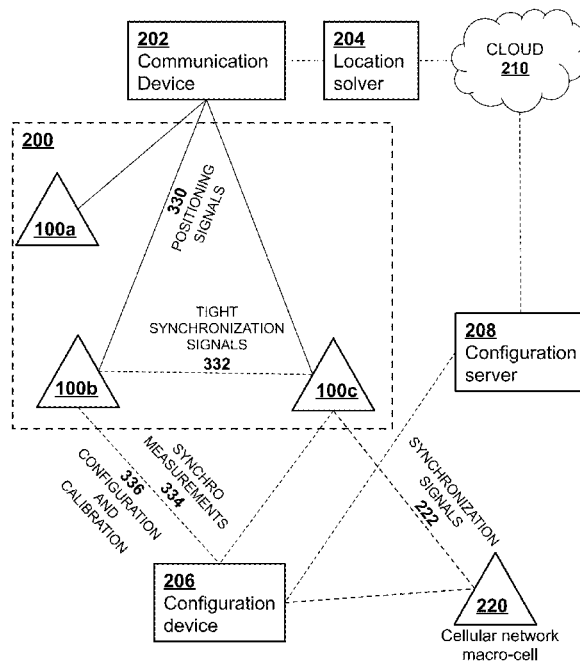 202
Communication
Device
204
Location
solver
CLOUD
210
200
100a
330
POSITIONING
SIGNALS
TIGHT
SYNCHRONIZATION
SIGNALS
332
100b
100c
208
Configuration
server
SYNCHRO
MEASUREMENTS
334
336
CONFIGURATION
AND
CALIBRATION
SYNCHRONIZATION
SIGNALS
222
206
Configuration
device
220
Cellular network
macro-cell